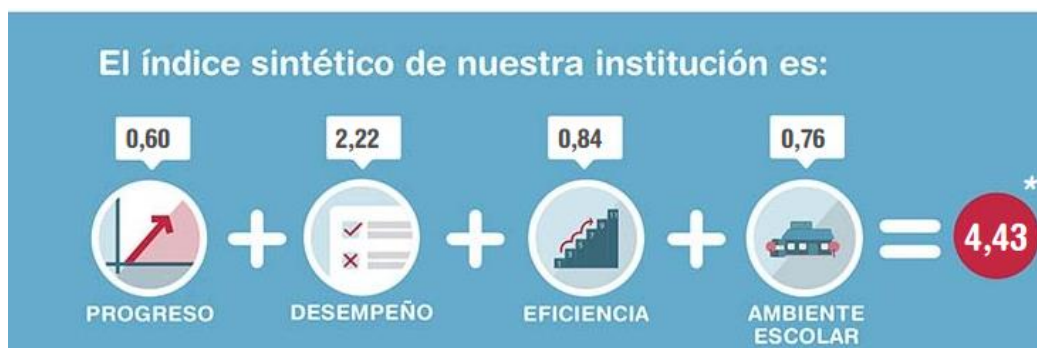 El índice sintético de nuestra institución es:
0,60 2,22 0,84 0,76
+ + + = 4,43*
PROGRESO DESEMPEÑO EFICIENCIA AMBIENTE
ESCOLAR